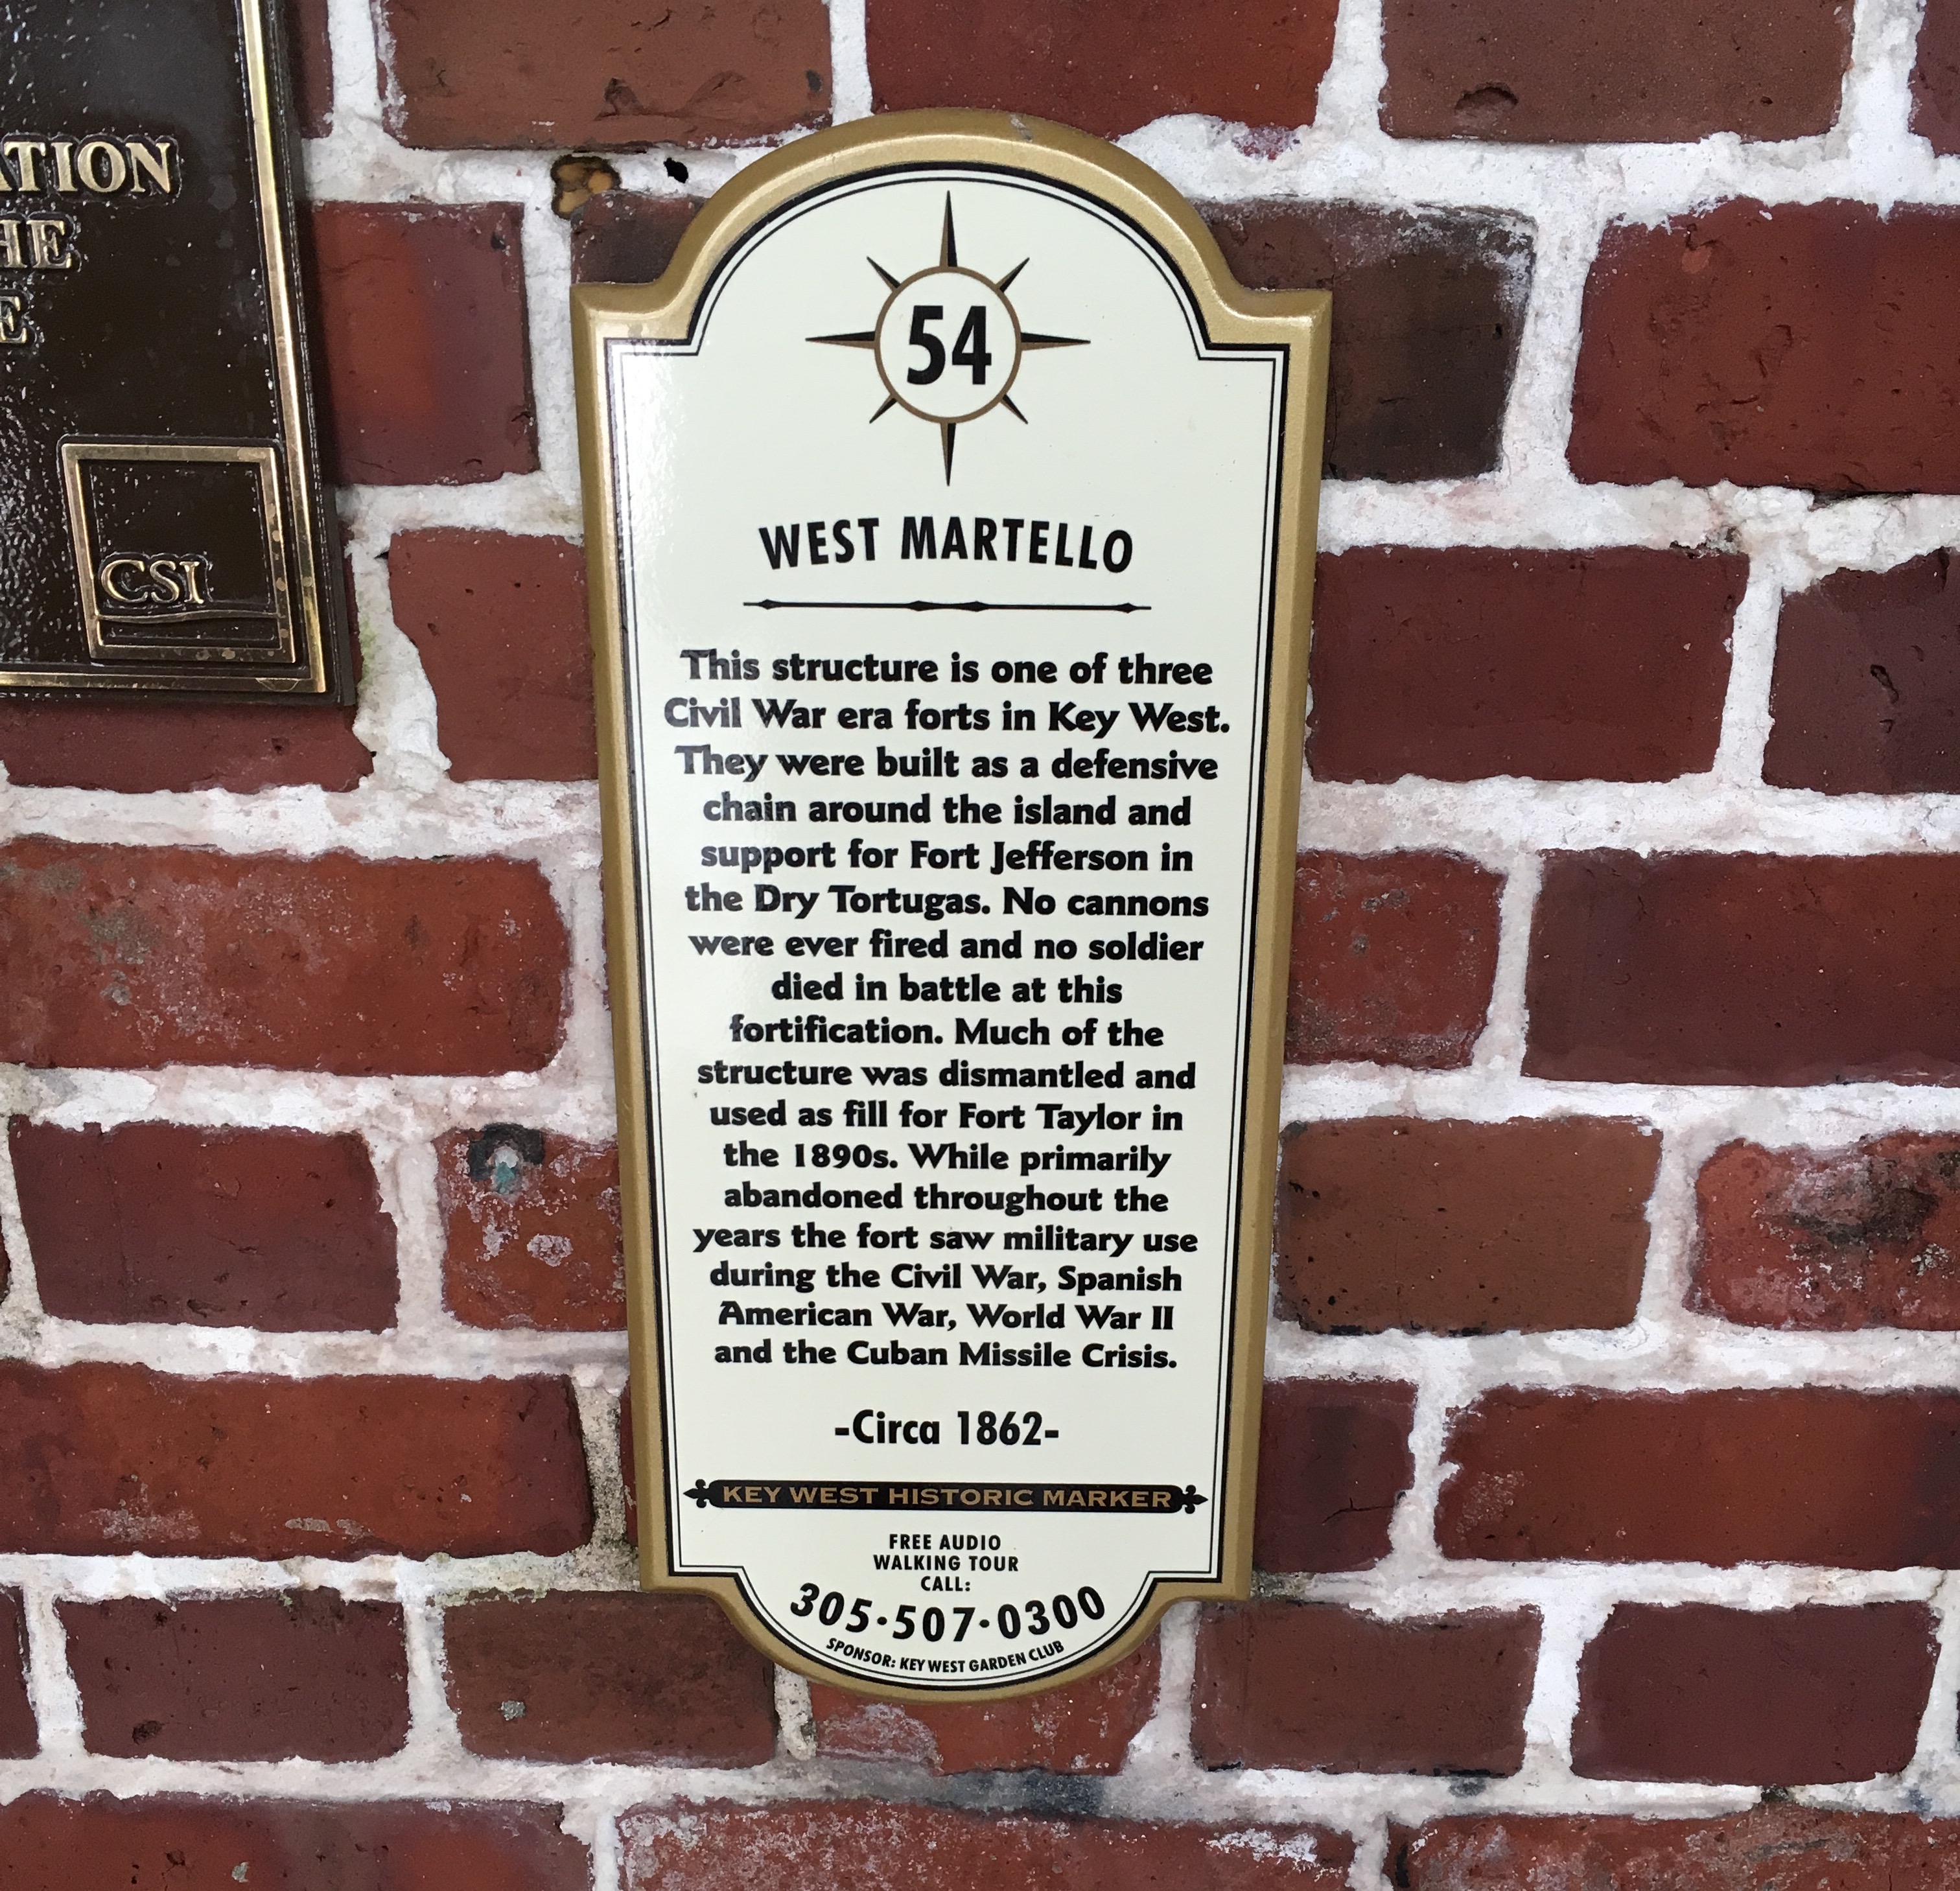 HE
E
CSI
54
WEST MARTELLO
This structure is one of three
Civil War era forts in Key West.
They were built as a defensive
chain around the island and
support for Fort Jefferson in
the Dry Tortugas. No cannons
were ever fired and no soldier
died in battle at this
fortification. Much of the
structure was dismantled and
used as fill for Fort Taylor in
the 1890s. While primarily
abandoned throughout the
years the fort saw military use
during the Civil War, Spanish
American War, World War II
and the Cuban Missile Crisis.
-Circa 1862-
KEY WEST HISTORIC MARKER
FREE AUDIO
WALKING TOUR
CALL:
305·507·0300
SPONSOR: KEY WEST GARDEN CLUB